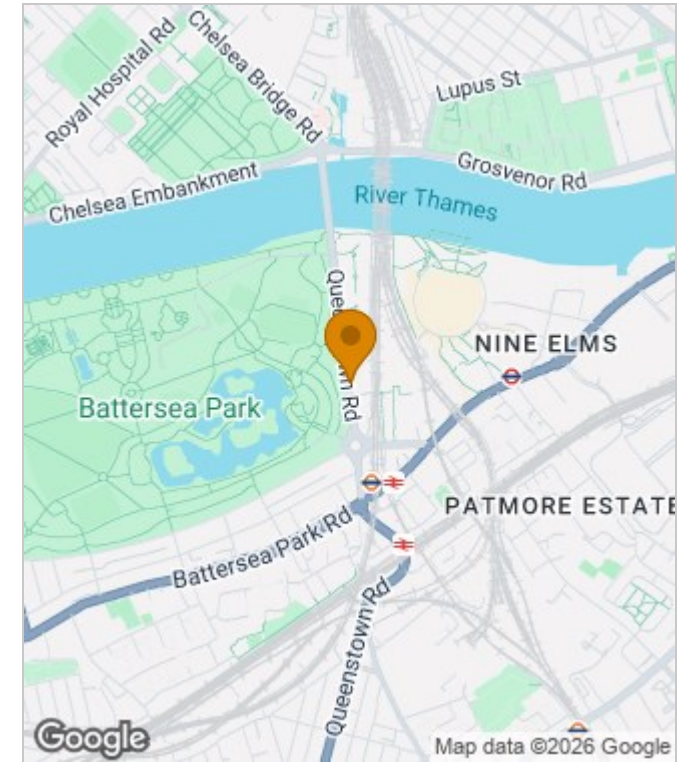 Royal Hospital Rd
Chelsea Bridge Rd
Lupus St
Grosvenor Rd
Chelsea Embankment
River Thames
NINE ELMS
Battersea Park
PATMORE ESTATE
Battersea Park Rd
Queenstown Rd
Google
Map data ©2026 Google